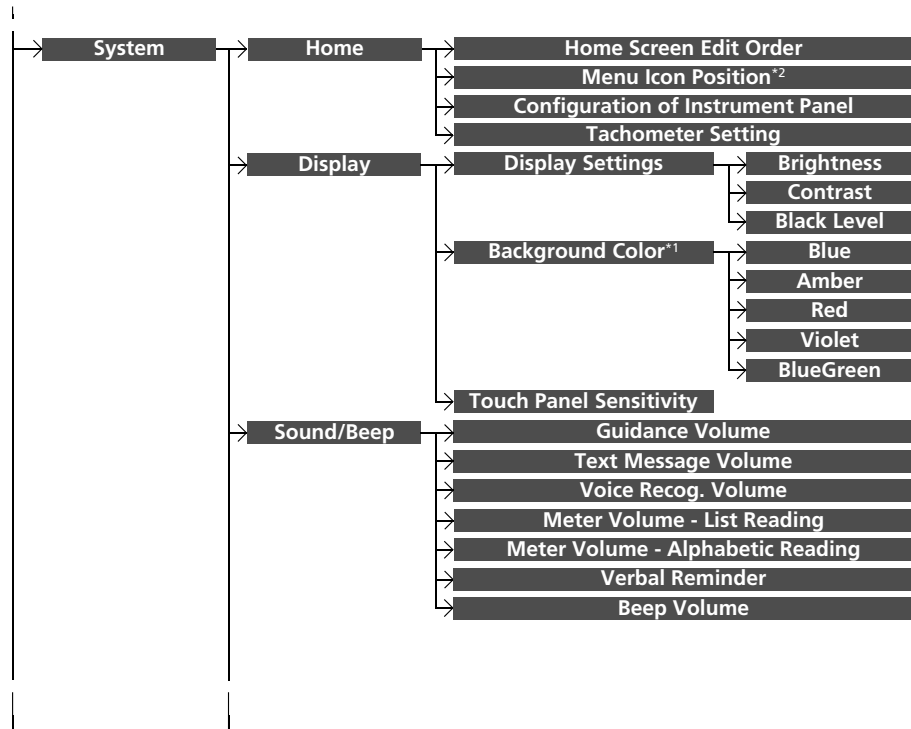 System
Home
Home Screen Edit Order
Menu Icon Position*2
Configuration of Instrument Panel
Tachometer Setting
Display
Display Settings
Brightness
Contrast
Black Level
Background Color*1
Blue
Amber
Red
Violet
BlueGreen
Touch Panel Sensitivity
Sound/Beep
Guidance Volume
Text Message Volume
Voice Recog. Volume
Meter Volume - List Reading
Meter Volume - Alphabetic Reading
Verbal Reminder
Beep Volume